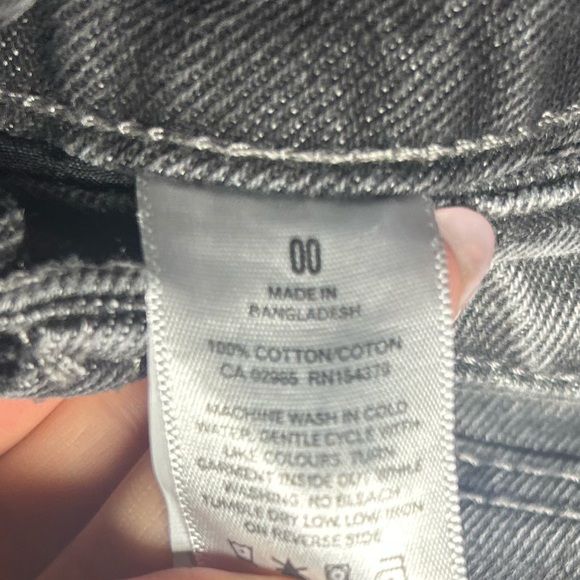 00
MADE IN
BANGLADESH
100% COTTON/COTON
CA 02965 RN154379
MACHINE WASH IN COLD
WATER, GENTLE CYCLE WITH
LIKE COLOURS. TURN
GARMENT INSIDE OUT WHILE
WASHING. NO BLEACH
TUMBLE DRY LOW, LOW IRON
ON REVERSE SIDE